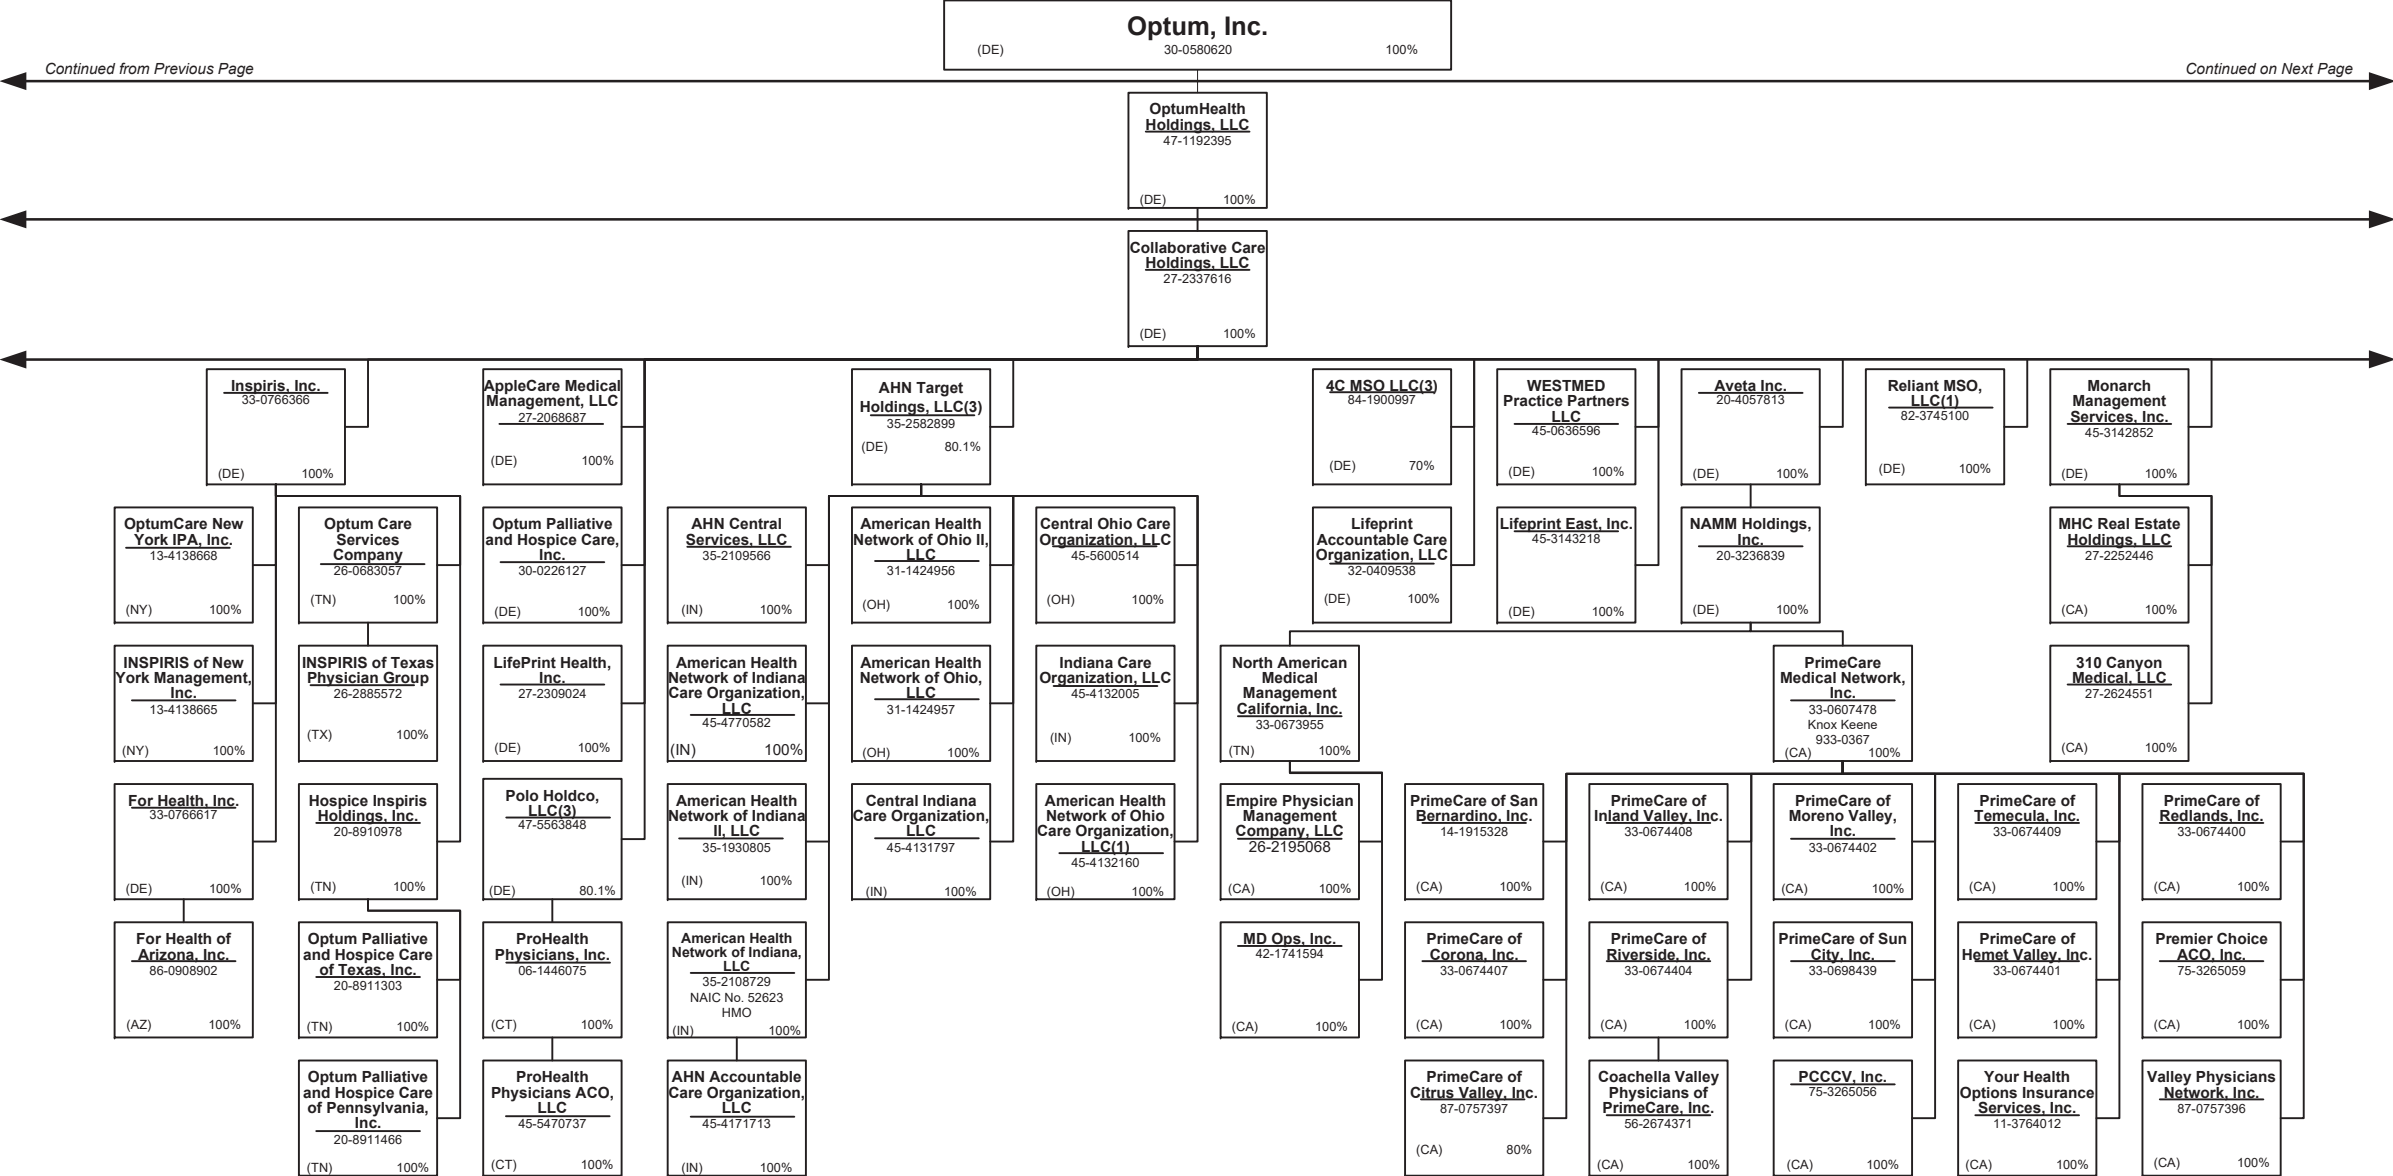 Optum, Inc.
(DE) 30-0580620 100%
Continued from Previous Page
Continued on Next Page
OptumHealth
Holdings, LLC
47-1192395
(DE) 100%
Collaborative Care
Holdings, LLC
27-2337616
(DE) 100%
Inspiris, Inc.
33-0766366
(DE) 100%
AppleCare Medical
Management, LLC
27-2068687
(DE) 100%
AHN Target
Holdings, LLC(3)
35-2582899
(DE) 80.1%
4C MSO LLC(3)
84-1900997
(DE) 70%
WESTMED
Practice Partners
LLC
45-0636596
(DE) 100%
Aveta Inc.
20-4057813
(DE) 100%
Reliant MSO,
LLC(1)
82-3745100
(DE) 100%
Monarch
Management
Services, Inc.
45-3142852
(DE) 100%
OptumCare New
York IPA, Inc.
13-4138668
(NY) 100%
Optum Care
Services
Company
26-0683057
(TN) 100%
Optum Palliative
and Hospice Care,
Inc.
30-0226127
(DE) 100%
AHN Central
Services, LLC
35-2109566
(IN) 100%
American Health
Network of Ohio II,
LLC
31-1424956
(OH) 100%
Central Ohio Care
Organization, LLC
45-5600514
(OH) 100%
Lifeprint
Accountable Care
Organization, LLC
32-0409538
(DE) 100%
Lifeprint East, Inc.
45-3143218
(DE) 100%
NAMM Holdings,
Inc.
20-3236839
(DE) 100%
MHC Real Estate
Holdings, LLC
27-2252446
(CA) 100%
INSPIRIS of New
York Management,
Inc.
13-4138665
(NY) 100%
INSPIRIS of Texas
Physician Group
26-2885572
(TX) 100%
LifePrint Health,
Inc.
27-2309024
(DE) 100%
American Health
Network of Indiana
Care Organization,
LLC
45-4770582
(IN) 100%
American Health
Network of Ohio,
LLC
31-1424957
(OH) 100%
Indiana Care
Organization, LLC
45-4132005
(IN) 100%
North American
Medical
Management
California, Inc.
33-0673955
(TN) 100%
PrimeCare
Medical Network,
Inc.
33-0607478
Knox Keene
933-0367
(CA) 100%
310 Canyon
Medical, LLC
27-2624551
(CA) 100%
For Health, Inc.
33-0766617
(DE) 100%
Hospice Inspiris
Holdings, Inc.
20-8910978
(TN) 100%
Polo Holdco,
LLC(3)
47-5563848
(DE) 80.1%
American Health
Network of Indiana
II, LLC
35-1930805
(IN) 100%
Central Indiana
Care Organization,
LLC
45-4131797
(IN) 100%
American Health
Network of Ohio
Care Organization,
LLC(1)
45-4132160
(OH) 100%
Empire Physician
Management
Company, LLC
26-2195068
(CA) 100%
PrimeCare of San
Bernardino, Inc.
14-1915328
(CA) 100%
PrimeCare of
Inland Valley, Inc.
33-0674408
(CA) 100%
PrimeCare of
Moreno Valley,
Inc.
33-0674402
(CA) 100%
PrimeCare of
Temecula, Inc.
33-0674409
(CA) 100%
PrimeCare of
Redlands, Inc.
33-0674400
(CA) 100%
For Health of
Arizona, Inc.
86-0908902
(AZ) 100%
Optum Palliative
and Hospice Care
of Texas, Inc.
20-8911303
(TN) 100%
ProHealth
Physicians, Inc.
06-1446075
(CT) 100%
American Health
Network of Indiana,
LLC
35-2108729
NAIC No. 52623
HMO
(IN) 100%
MD Ops, Inc.
42-1741594
(CA) 100%
PrimeCare of
Corona, Inc.
33-0674407
(CA) 100%
PrimeCare of
Riverside, Inc.
33-0674404
(CA) 100%
PrimeCare of Sun
City, Inc.
33-0698439
(CA) 100%
PrimeCare of
Hemet Valley, Inc.
33-0674401
(CA) 100%
Premier Choice
ACO, Inc.
75-3265059
(CA) 100%
Optum Palliative
and Hospice Care
of Pennsylvania,
Inc.
20-8911466
(TN) 100%
ProHealth
Physicians ACO,
LLC
45-5470737
(CT) 100%
AHN Accountable
Care Organization,
LLC
45-4171713
(IN) 100%
PrimeCare of
Citrus Valley, Inc.
87-0757397
(CA) 80%
Coachella Valley
Physicians of
PrimeCare, Inc.
56-2674371
(CA) 100%
PCCCV, Inc.
75-3265056
(CA) 100%
Your Health
Options Insurance
Services, Inc.
11-3764012
(CA) 100%
Valley Physicians
Network, Inc.
87-0757396
(CA) 100%